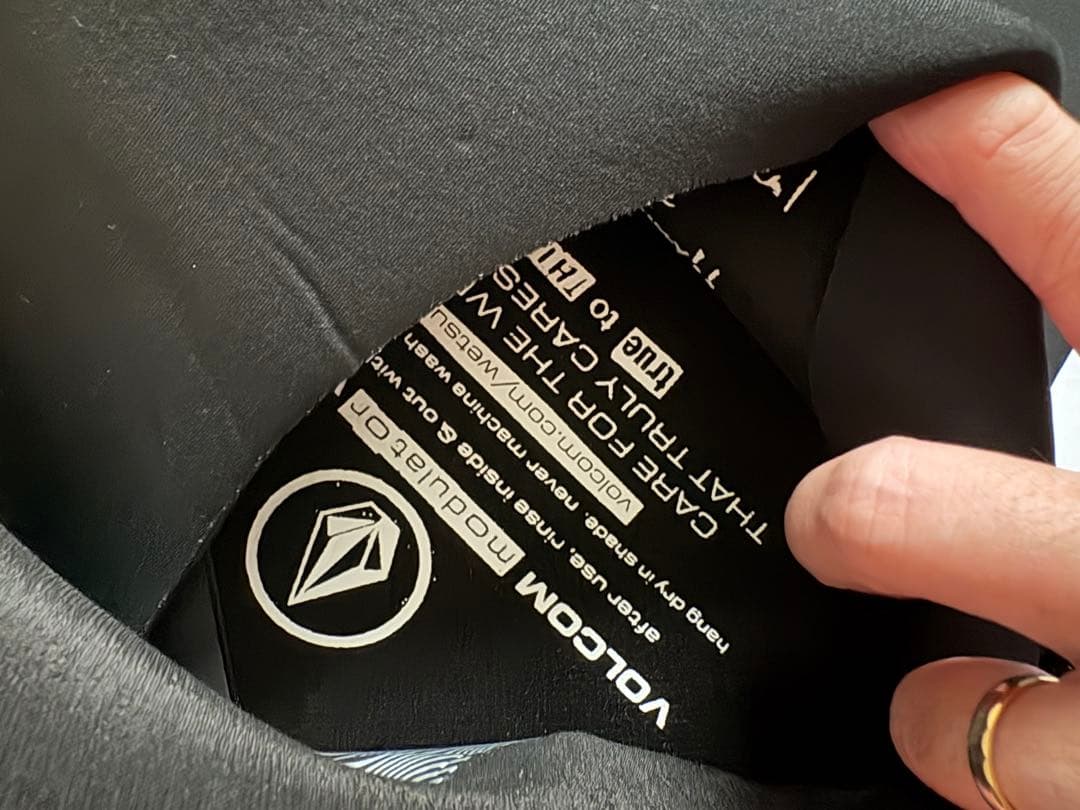 VOLCOM modulator
after use, rinse inside & out with
hang dry in shade. never machine wash
volcom.com/wetsu
CARE FOR THE
THAT TRULY CARES
true to